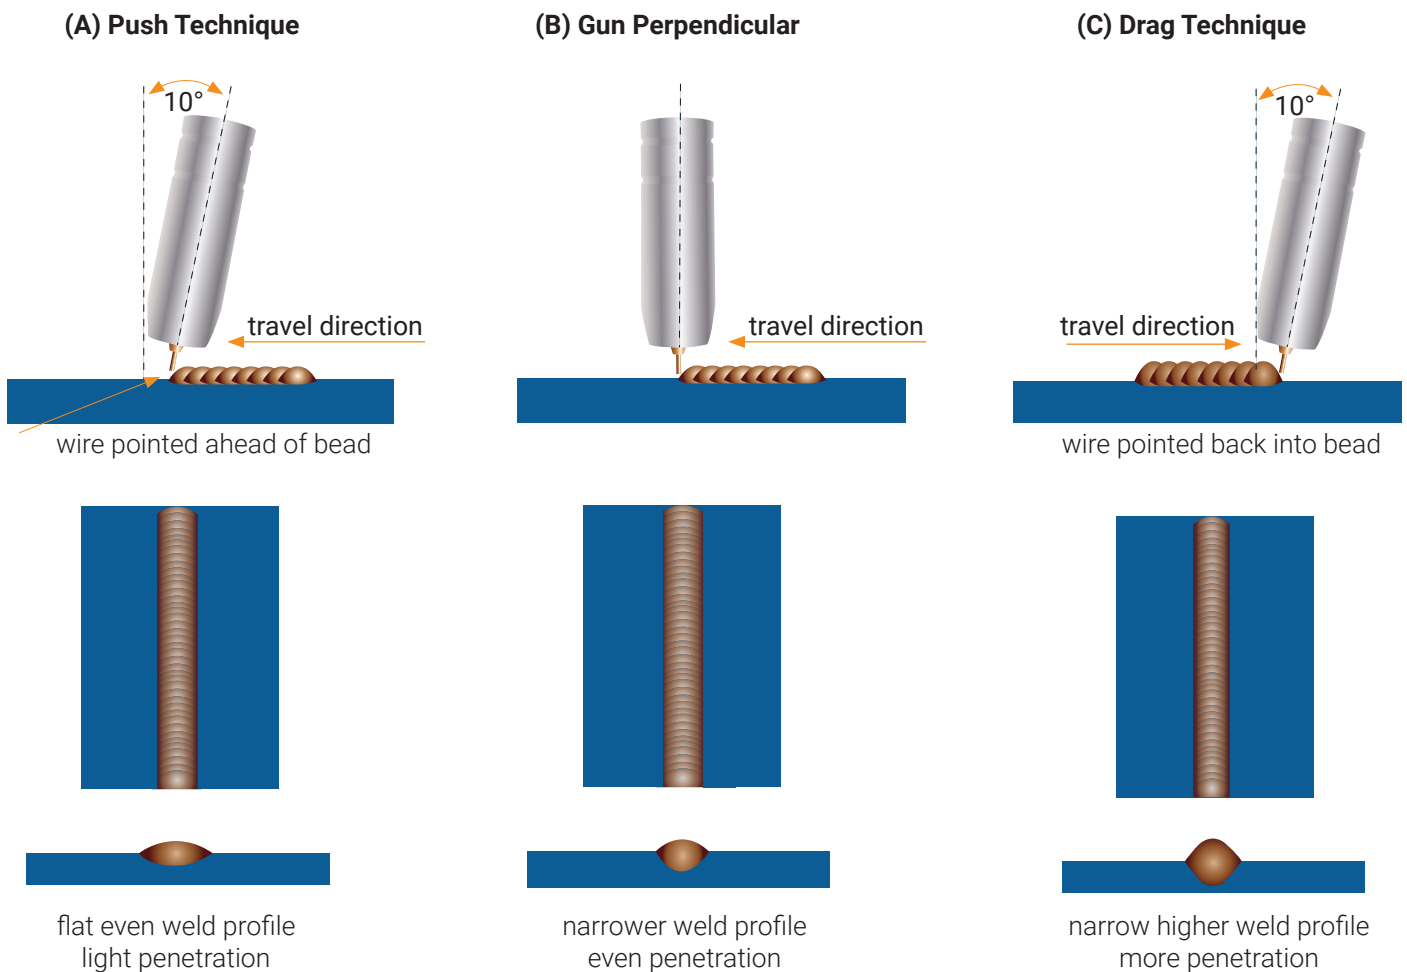 (A) Push Technique
(B) Gun Perpendicular
(C) Drag Technique
10°
10°
travel direction
travel direction
travel direction
wire pointed ahead of bead
wire pointed back into bead
flat even weld profile
light penetration
narrower weld profile
even penetration
narrow higher weld profile
more penetration